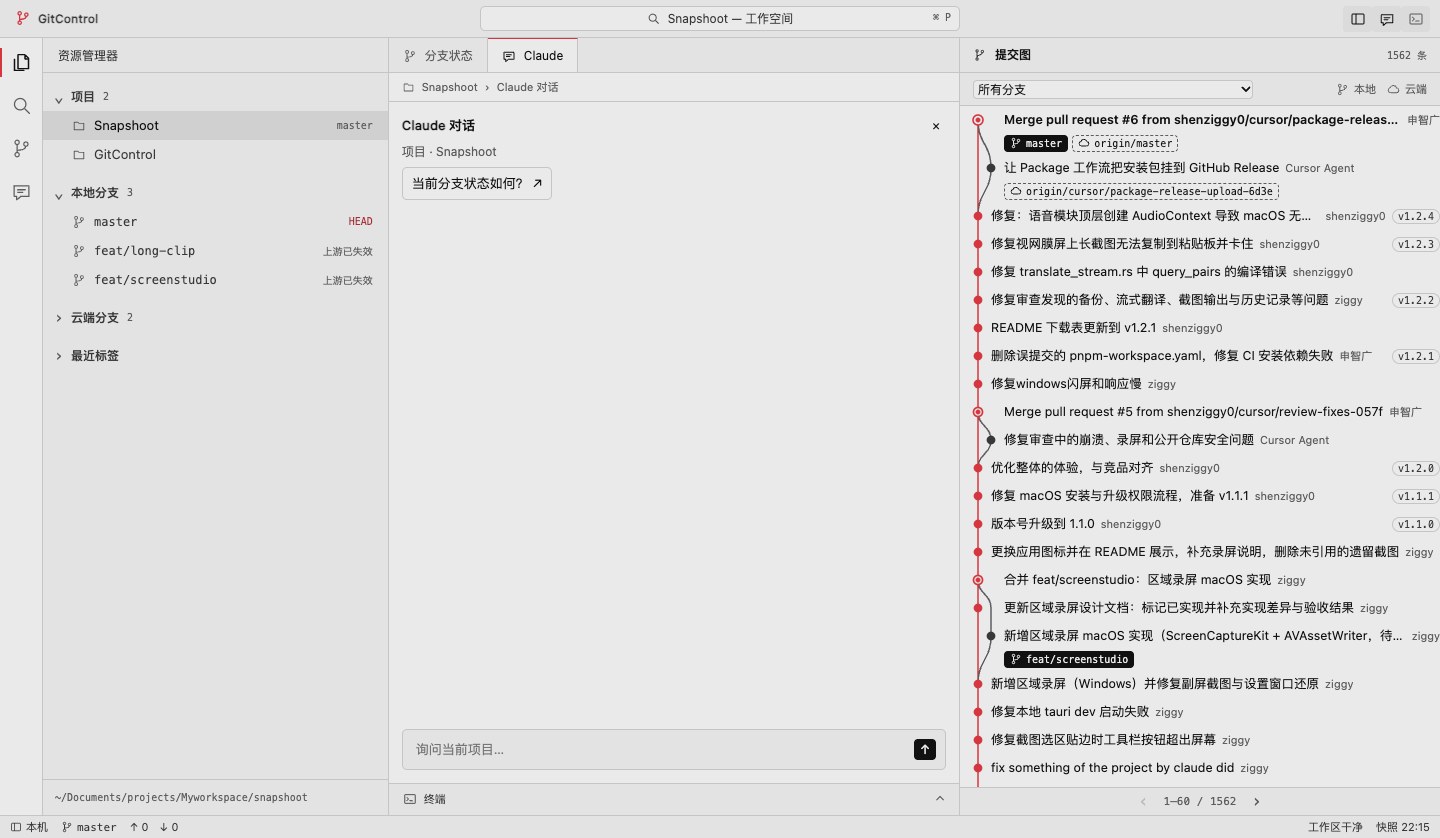 GitControl
Snapshoot — 工作空间
⌘ P
资源管理器
项目 2
Snapshoot master
GitControl
本地分支 3
master HEAD
feat/long-clip 上游已失效
feat/screenstudio 上游已失效
云端分支 2
最近标签
~/Documents/projects/Myworkspace/snapshoot
分支状态
Claude
Snapshoot › Claude 对话
Claude 对话
×
项目 · Snapshoot
当前分支状态如何?
询问当前项目...
终端
提交图 1562 条
所有分支 本地 云端
Merge pull request #6 from shenziggy0/cursor/package-releas... 申智广
master origin/master
让 Package 工作流把安装包挂到 GitHub Release Cursor Agent
origin/cursor/package-release-upload-6d3e
修复：语音模块顶层创建 AudioContext 导致 macOS 无... shenziggy0 v1.2.4
修复视网膜屏上长截图无法复制到粘贴板并卡住 shenziggy0 v1.2.3
修复 translate_stream.rs 中 query_pairs 的编译错误 shenziggy0
修复审查发现的备份、流式翻译、截图输出与历史记录等问题 ziggy v1.2.2
README 下载表更新到 v1.2.1 shenziggy0
删除误提交的 pnpm-workspace.yaml，修复 CI 安装依赖失败 申智广 v1.2.1
修复windows闪屏和响应慢 ziggy
Merge pull request #5 from shenziggy0/cursor/review-fixes-057f 申智广
修复审查中的崩溃、录屏和公开仓库安全问题 Cursor Agent
优化整体的体验，与竞品对齐 shenziggy0 v1.2.0
修复 macOS 安装与升级权限流程，准备 v1.1.1 shenziggy0 v1.1.1
版本号升级到 1.1.0 shenziggy0 v1.1.0
更换应用图标并在 README 展示，补充录屏说明，删除未引用的遗留截图 ziggy
合并 feat/screenstudio：区域录屏 macOS 实现 ziggy
更新区域录屏设计文档：标记已实现并补充实现差异与验收结果 ziggy
新增区域录屏 macOS 实现（ScreenCaptureKit + AVAssetWriter，待... ziggy
feat/screenstudio
新增区域录屏（Windows）并修复副屏截图与设置窗口还原 ziggy
修复本地 tauri dev 启动失败 ziggy
修复截图选区贴边时工具栏按钮超出屏幕 ziggy
fix something of the project by claude did ziggy
‹ 1–60 / 1562 ›
本机 master ↑ 0 ↓ 0
工作区干净 快照 22:15